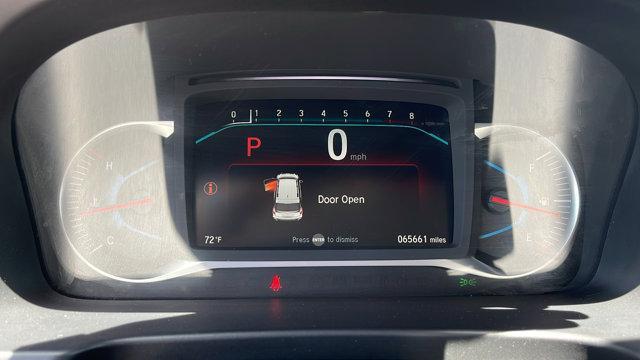 0 1 2 3 4 5 6 7 8
P 0 mph
H
F
Door Open
C
E
72°F Press ENTER to dismiss 065661 miles